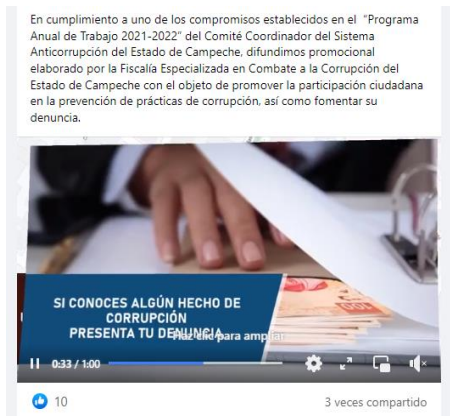 En cumplimiento a uno de los compromisos establecidos en el "Programa
Anual de Trabajo 2021-2022" del Comité Coordinador del Sistema
Anticorrupción del Estado de Campeche, difundimos promocional
elaborado por la Fiscalía Especializada en Combate a la Corrupción del
Estado de Campeche con el objeto de promover la participación ciudadana
en la prevención de prácticas de corrupción, así como fomentar su
denuncia.
SI CONOCES ALGÚN HECHO DE
CORRUPCIÓN
PRESENTA TU DENUNCIA
Haz clic para ampliar
0:33 / 1:00
10
3 veces compartido